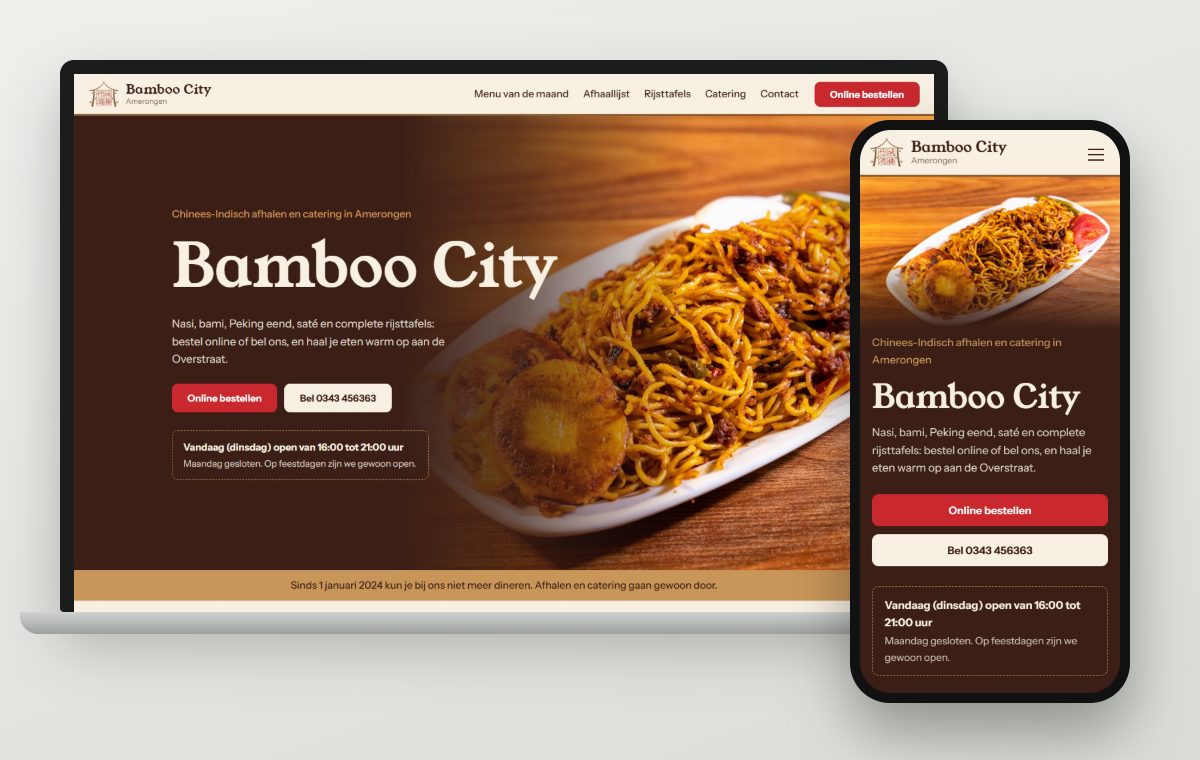 Bamboo City
Amerongen
Menu van de maand Afhaallijst Rijsttafels Catering Contact Online bestellen
Chinees-Indisch afhalen en catering in Amerongen
Bamboo City
Nasi, bami, Peking eend, saté en complete rijsttafels:
bestel online of bel ons, en haal je eten warm op aan de
Overstraat.
Online bestellen Bel 0343 456363
Vandaag (dinsdag) open van 16:00 tot 21:00 uur
Maandag gesloten. Op feestdagen zijn we gewoon open.
Sinds 1 januari 2024 kun je bij ons niet meer dineren. Afhalen en catering gaan gewoon door.
Bamboo City
Amerongen
Chinees-Indisch afhalen en catering in
Amerongen
Bamboo City
Nasi, bami, Peking eend, saté en complete
rijsttafels: bestel online of bel ons, en haal je
eten warm op aan de Overstraat.
Online bestellen
Bel 0343 456363
Vandaag (dinsdag) open van 16:00 tot
21:00 uur
Maandag gesloten. Op feestdagen zijn we
gewoon open.